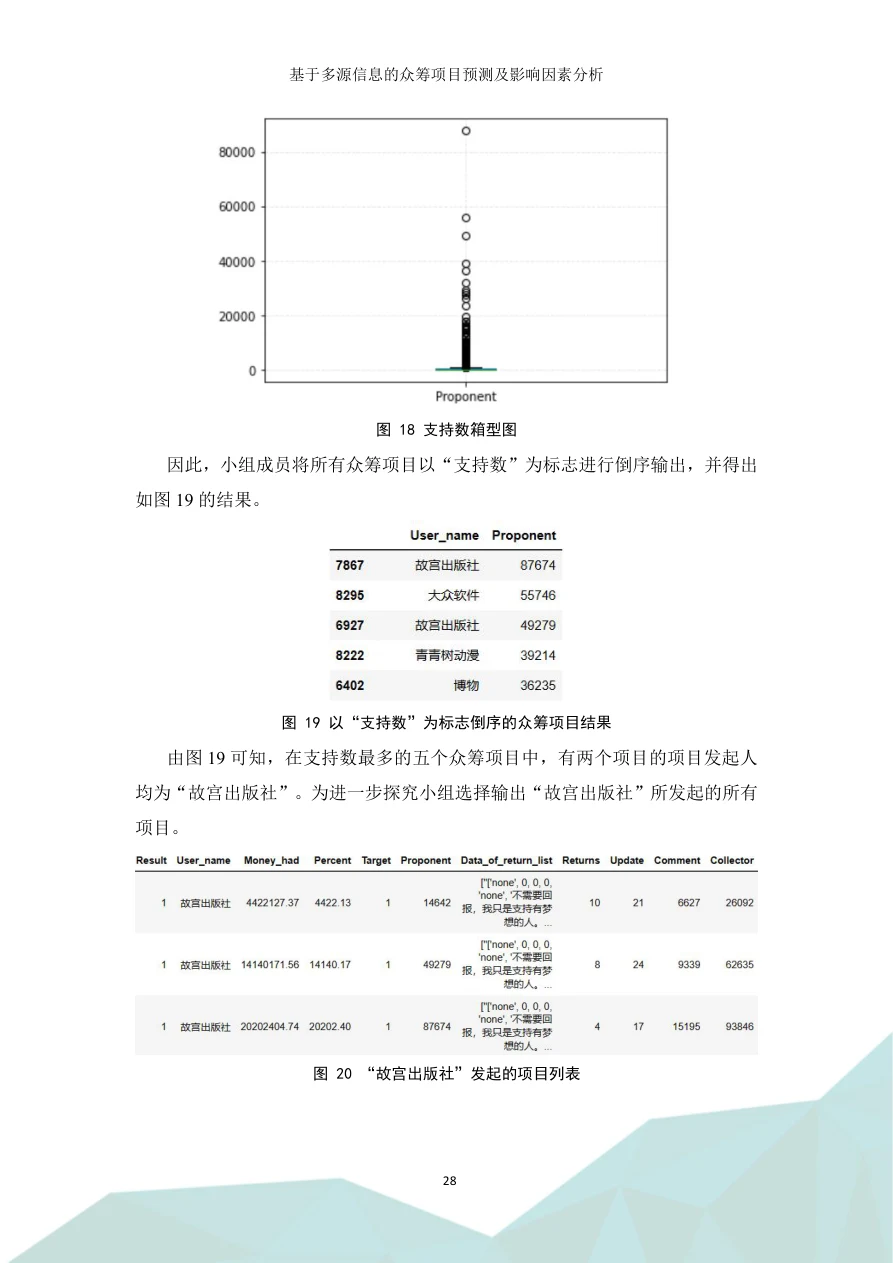 基于多源信息的众筹项目预测及影响因素分析
80000
60000
40000
20000
0
Proponent
图 18 支持数箱型图
因此，小组成员将所有众筹项目以“支持数”为标志进行倒序输出，并得出
如图 19 的结果。
User_name Proponent
7867 故宫出版社 87674
8295 大众软件 55746
6927 故宫出版社 49279
8222 青青树动漫 39214
6402 博物 36235
图 19 以“支持数”为标志倒序的众筹项目结果
由图 19 可知，在支持数最多的五个众筹项目中，有两个项目的项目发起人
均为“故宫出版社”。为进一步探究小组选择输出“故宫出版社”所发起的所有
项目。
Result User_name Money_had Percent Target Proponent Data_of_return_list Returns Update Comment Collector
["['none', 0, 0, 0,
'none', '不需要回
1 故宫出版社 4422127.37 4422.13 1 14642 报，我只是支持有梦 10 21 6627 26092
想的人。...
["['none', 0, 0, 0,
'none', '不需要回
1 故宫出版社 14140171.56 14140.17 1 49279 报，我只是支持有梦 8 24 9339 62635
想的人。...
["['none', 0, 0, 0,
'none', '不需要回
1 故宫出版社 20202404.74 20202.40 1 87674 报，我只是支持有梦 4 17 15195 93846
想的人。...
图 20 “故宫出版社”发起的项目列表
28